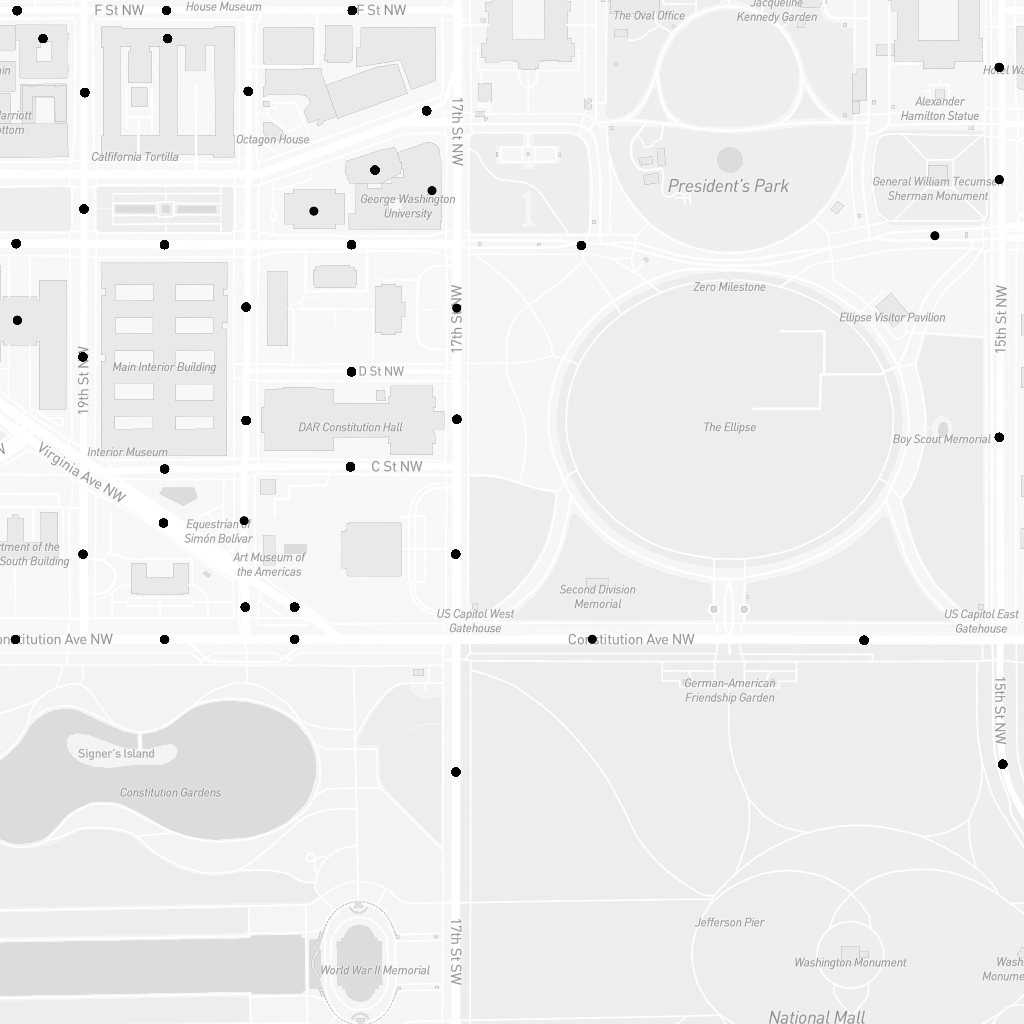 F St NW
House Museum
F St NW
The Oval Office
Jacqueline
Kennedy Garden
Hotel Wa
Marriott
ottom
Octagon House
Calfifornia Tortilla
17th St NW
Alexander
Hamilton Statue
President's Park
General William Tecumseh
Sherman Monument
George Washington
University
Zero Milestone
Ellipse Visitor Pavilion
17th St NW
15th St NW
19th St NW
Main Interior Building
D St NW
DAR Constitution Hall
The Ellipse
Boy Scout Memorial
Interior Museum
C St NW
Virginia Ave NW
Equestrian of
Simón Bolívar
rtment of the
South Building
Art Museum of
the Americas
Second Division
Memorial
US Capitol West
Gatehouse
US Capitol East
Gatehouse
onstitution Ave NW
Constitution Ave NW
German-American
Friendship Garden
15th St NW
Signer's Island
Constitution Gardens
17th St SW
Jefferson Pier
World War II Memorial
Washington Monument
Wash
Monume
National Mall